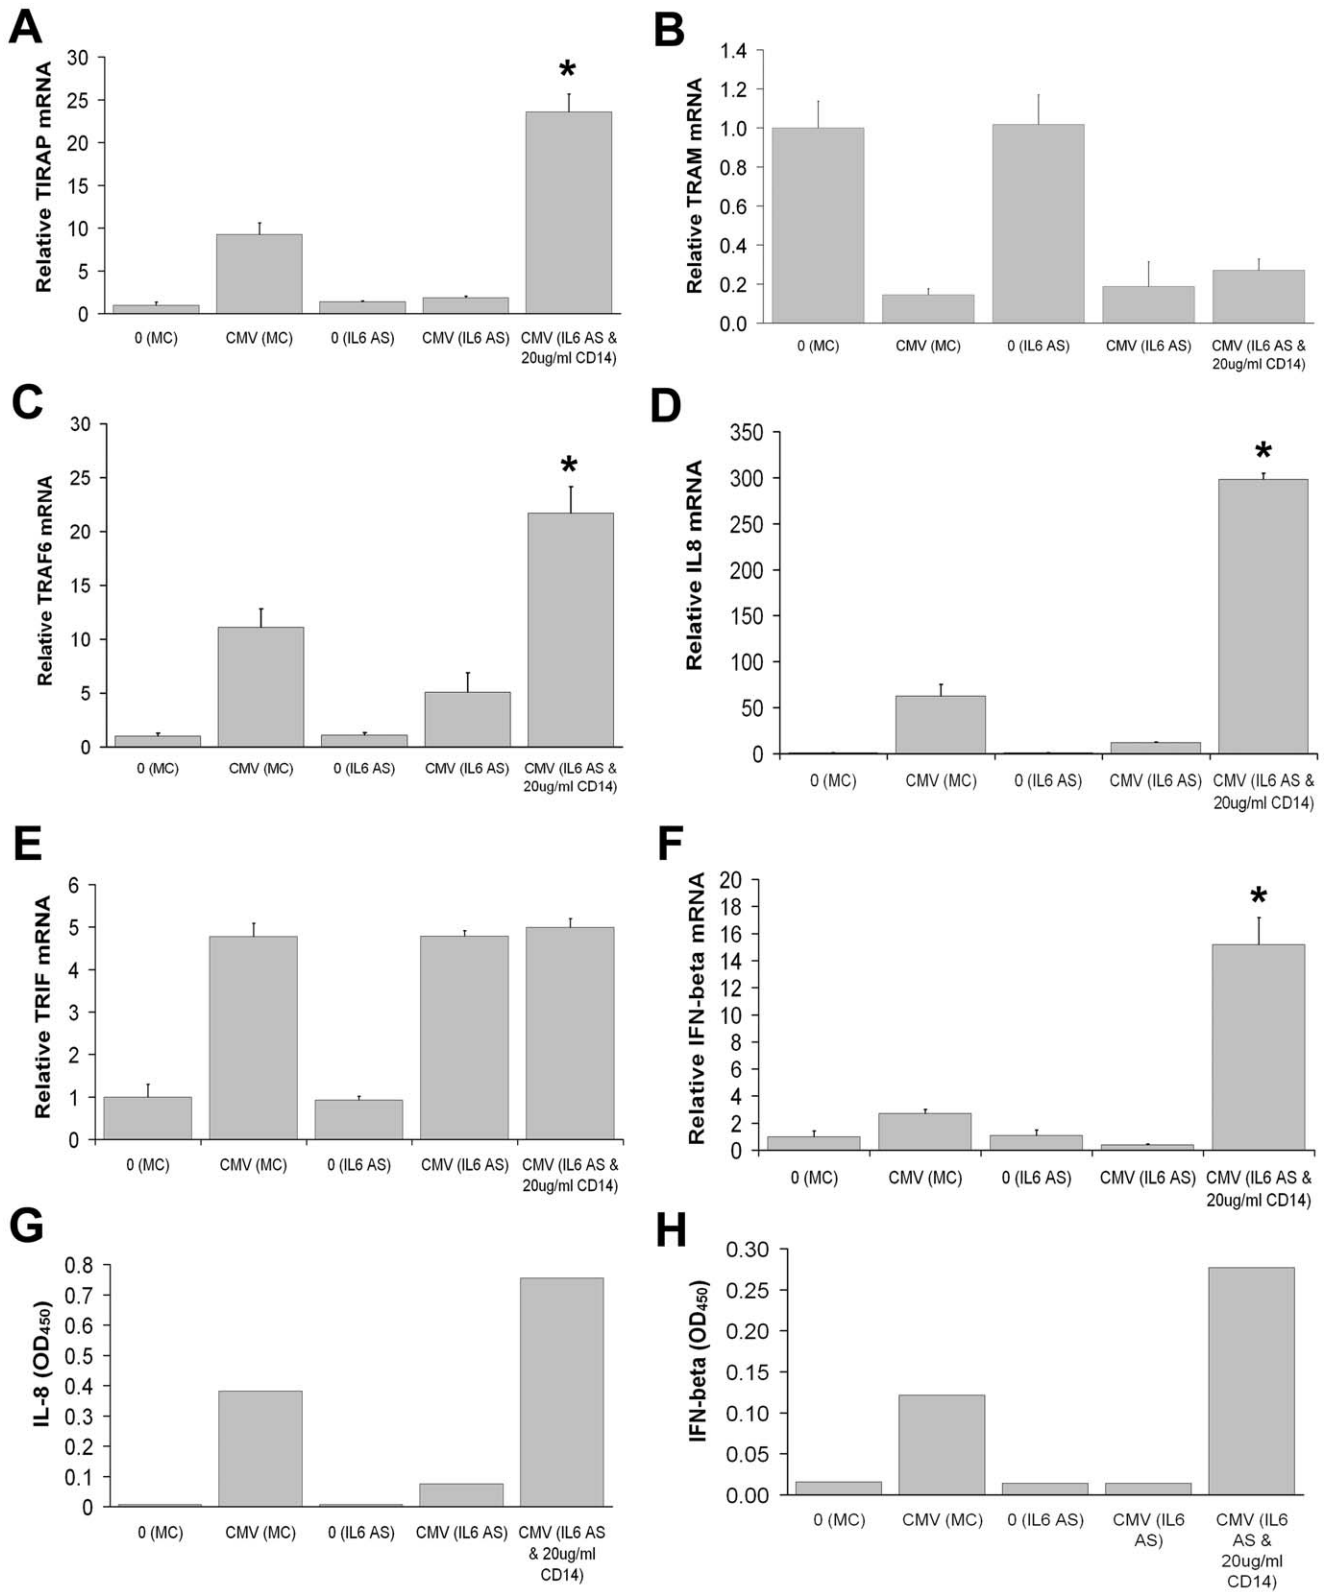 A
Relative TIRAP mRNA
30
25
20
15
10
5
0
*
0 (MC)
CMV (MC)
0 (IL6 AS)
CMV (IL6 AS)
CMV (IL6 AS &
20ug/ml CD14)
B
Relative TRAM mRNA
1.4
1.2
1.0
0.8
0.6
0.4
0.2
0.0
0 (MC)
CMV (MC)
0 (IL6 AS)
CMV (IL6 AS)
CMV (IL6 AS &
20ug/ml CD14)
C
Relative TRAF6 mRNA
30
25
20
15
10
5
0
*
0 (MC)
CMV (MC)
0 (IL6 AS)
CMV (IL6 AS)
CMV (IL6 AS &
20ug/ml CD14)
D
Relative IL8 mRNA
350
300
250
200
150
100
50
0
*
0 (MC)
CMV (MC)
0 (IL6 AS)
CMV (IL6 AS)
CMV (IL6 AS &
20ug/ml CD14)
E
Relative TRIF mRNA
6
5
4
3
2
1
0
0 (MC)
CMV (MC)
0 (IL6 AS)
CMV (IL6 AS)
CMV (IL6 AS &
20ug/ml CD14)
F
Relative IFN-beta mRNA
20
18
16
14
12
10
8
6
4
2
0
*
0 (MC)
CMV (MC)
0 (IL6 AS)
CMV (IL6 AS)
CMV (IL6 AS &
20ug/ml CD14)
G
IL-8 (OD450)
0.8
0.7
0.6
0.5
0.4
0.3
0.2
0.1
0
0 (MC)
CMV (MC)
0 (IL6 AS)
CMV (IL6 AS)
CMV (IL6 AS
& 20ug/ml
CD14)
H
IFN-beta (OD450)
0.30
0.25
0.20
0.15
0.10
0.05
0.00
0 (MC)
CMV (MC)
0 (IL6 AS)
CMV (IL6
AS)
CMV (IL6
AS &
20ug/ml
CD14)